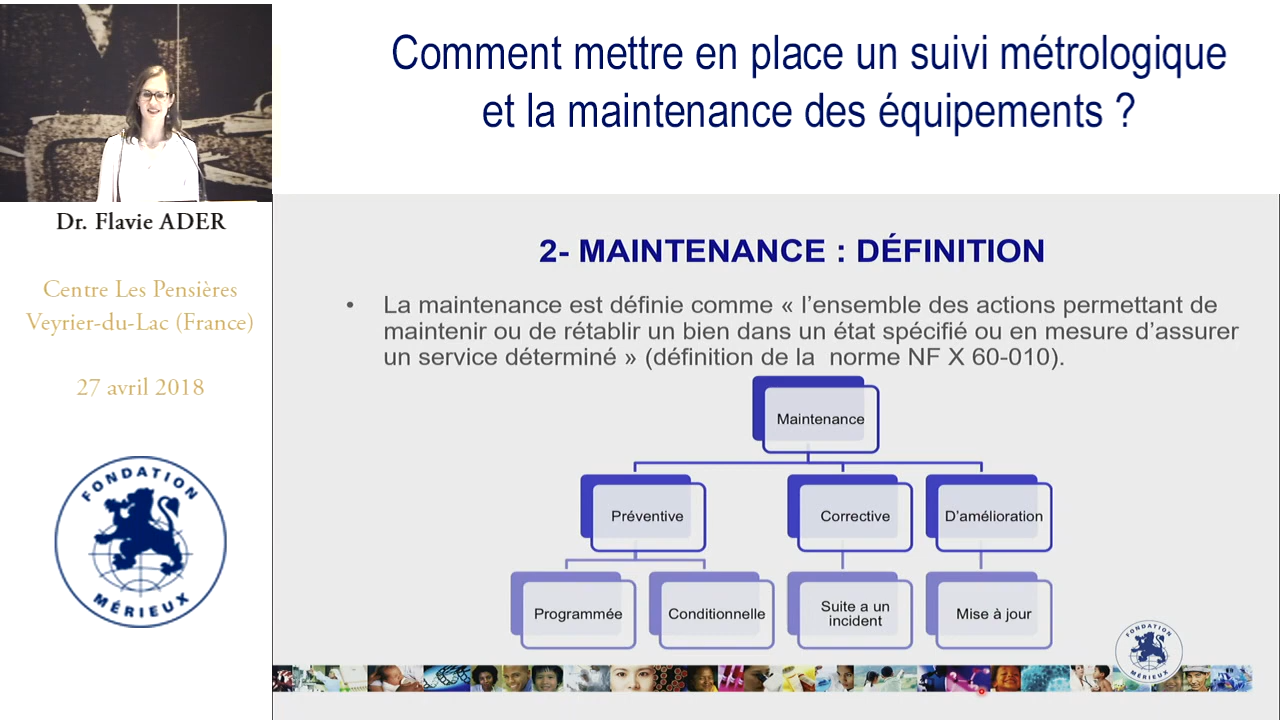 Comment mettre en place un suivi métrologique
et la maintenance des équipements ?
Dr. Flavie ADER
Centre Les Pensières
Veyrier-du-Lac (France)
27 avril 2018
FONDATION
MÉRIEUX
2- MAINTENANCE : DÉFINITION
• La maintenance est définie comme « l’ensemble des actions permettant de
maintenir ou de rétablir un bien dans un état spécifié ou en mesure d’assurer
un service déterminé » (définition de la norme NF X 60-010).
Maintenance
Préventive
Corrective
D’amélioration
Programmée
Conditionnelle
Suite a un
incident
Mise à jour
FONDATION
MÉRIEUX